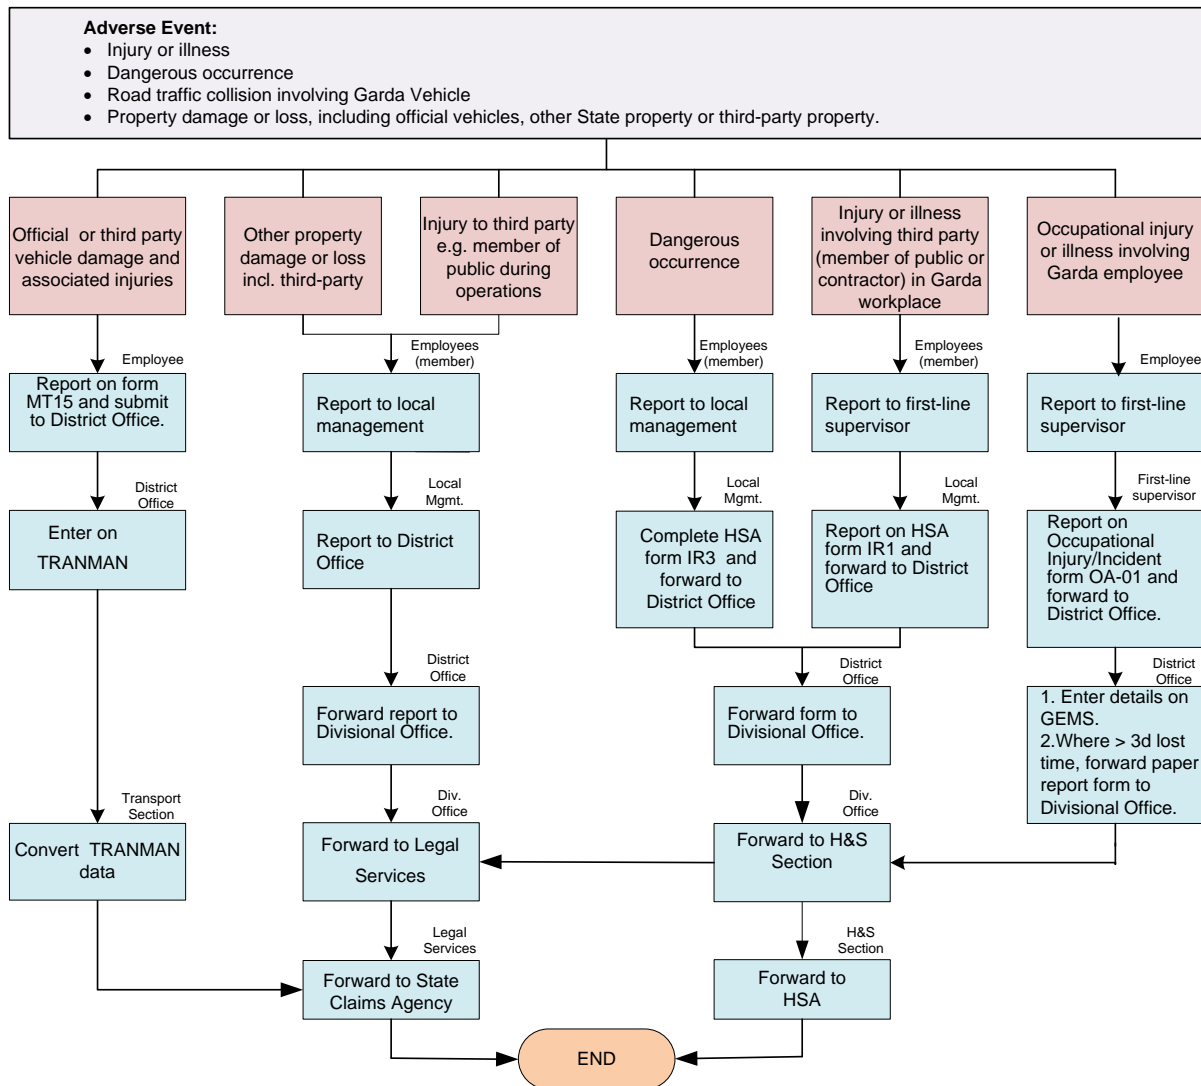 Adverse Event:
• Injury or illness
• Dangerous occurrence
• Road traffic collision involving Garda Vehicle
• Property damage or loss, including official vehicles, other State property or third-party property.
Official or third party
vehicle damage and
associated injuries
Other property
damage or loss
incl. third-party
Injury to third party
e.g. member of
public during
operations
Dangerous
occurrence
Injury or illness
involving third party
(member of public or
contractor) in Garda
workplace
Occupational injury
or illness involving
Garda employee
Employee
Employees
(member)
Employees
(member)
Employees
(member)
Employee
Report on form
MT15 and submit
to District Office.
Report to local
management
Report to local
management
Report to first-line
supervisor
Report to first-line
supervisor
District
Office
Local
Mgmt.
Local
Mgmt.
Local
Mgmt.
First-line
supervisor
Enter on
TRANMAN
Report to District
Office
Complete HSA
form IR3 and
forward to
District Office
Report on HSA
form IR1 and
forward to District
Office
Report on
Occupational
Injury/Incident
form OA-01 and
forward to
District Office.
District
Office
District
Office
District
Office
Forward report to
Divisional Office.
Forward form to
Divisional Office.
1. Enter details on
GEMS.
2.Where > 3d lost
time, forward paper
report form to
Divisional Office.
Transport
Section
Div.
Office
Div.
Office
Convert TRANMAN
data
Forward to Legal
Services
Forward to H&S
Section
Legal
Services
H&S
Section
Forward to State
Claims Agency
Forward to
HSA
END